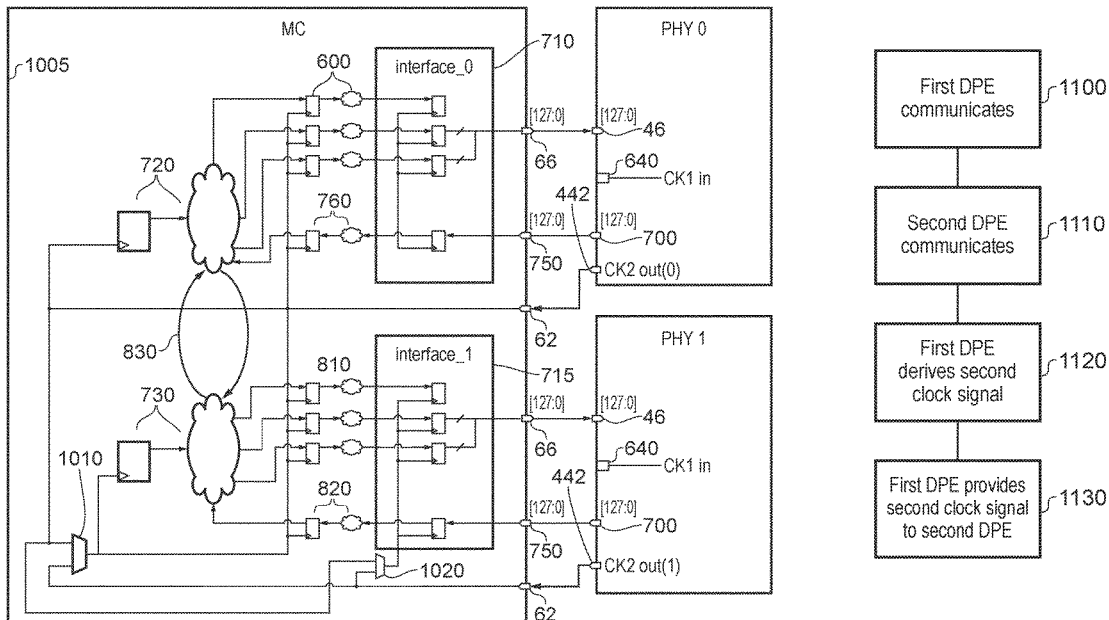 MC
1005
600
interface_0
710
PHY 0
[127:0]
[127:0]
66
46
640
CK1 in
720
760
442
[127:0]
[127:0]
750
700
CK2 out(0)
62
830
810
interface_1
715
PHY 1
730
[127:0]
[127:0]
66
46
640
CK1 in
1010
820
442
[127:0]
[127:0]
750
700
1020
CK2 out(1)
62
First DPE
communicates
1100
Second DPE
communicates
1110
First DPE
derives second
clock signal
1120
First DPE provides
second clock signal
to second DPE
1130